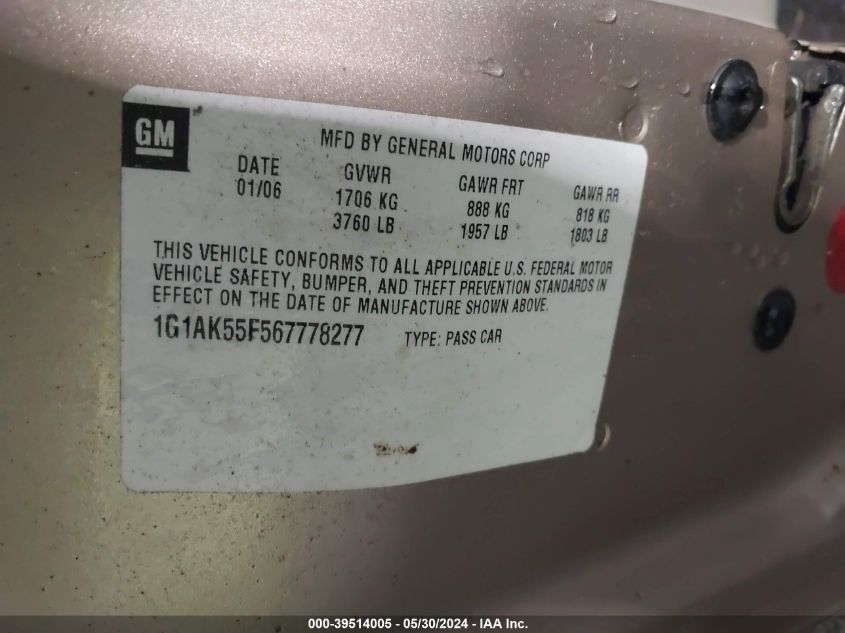 GM
MFD BY GENERAL MOTORS CORP
DATE GVWR GAWR FRT GAWR RR
01/06 1706 KG 888 KG 818 KG
3760 LB 1957 LB 1803 LB
THIS VEHICLE CONFORMS TO ALL APPLICABLE U.S. FEDERAL MOTOR
VEHICLE SAFETY, BUMPER, AND THEFT PREVENTION STANDARDS IN
EFFECT ON THE DATE OF MANUFACTURE SHOWN ABOVE.
1G1AK55F567778277 TYPE: PASS CAR
000-39514005 - 05/30/2024 - IAA Inc.